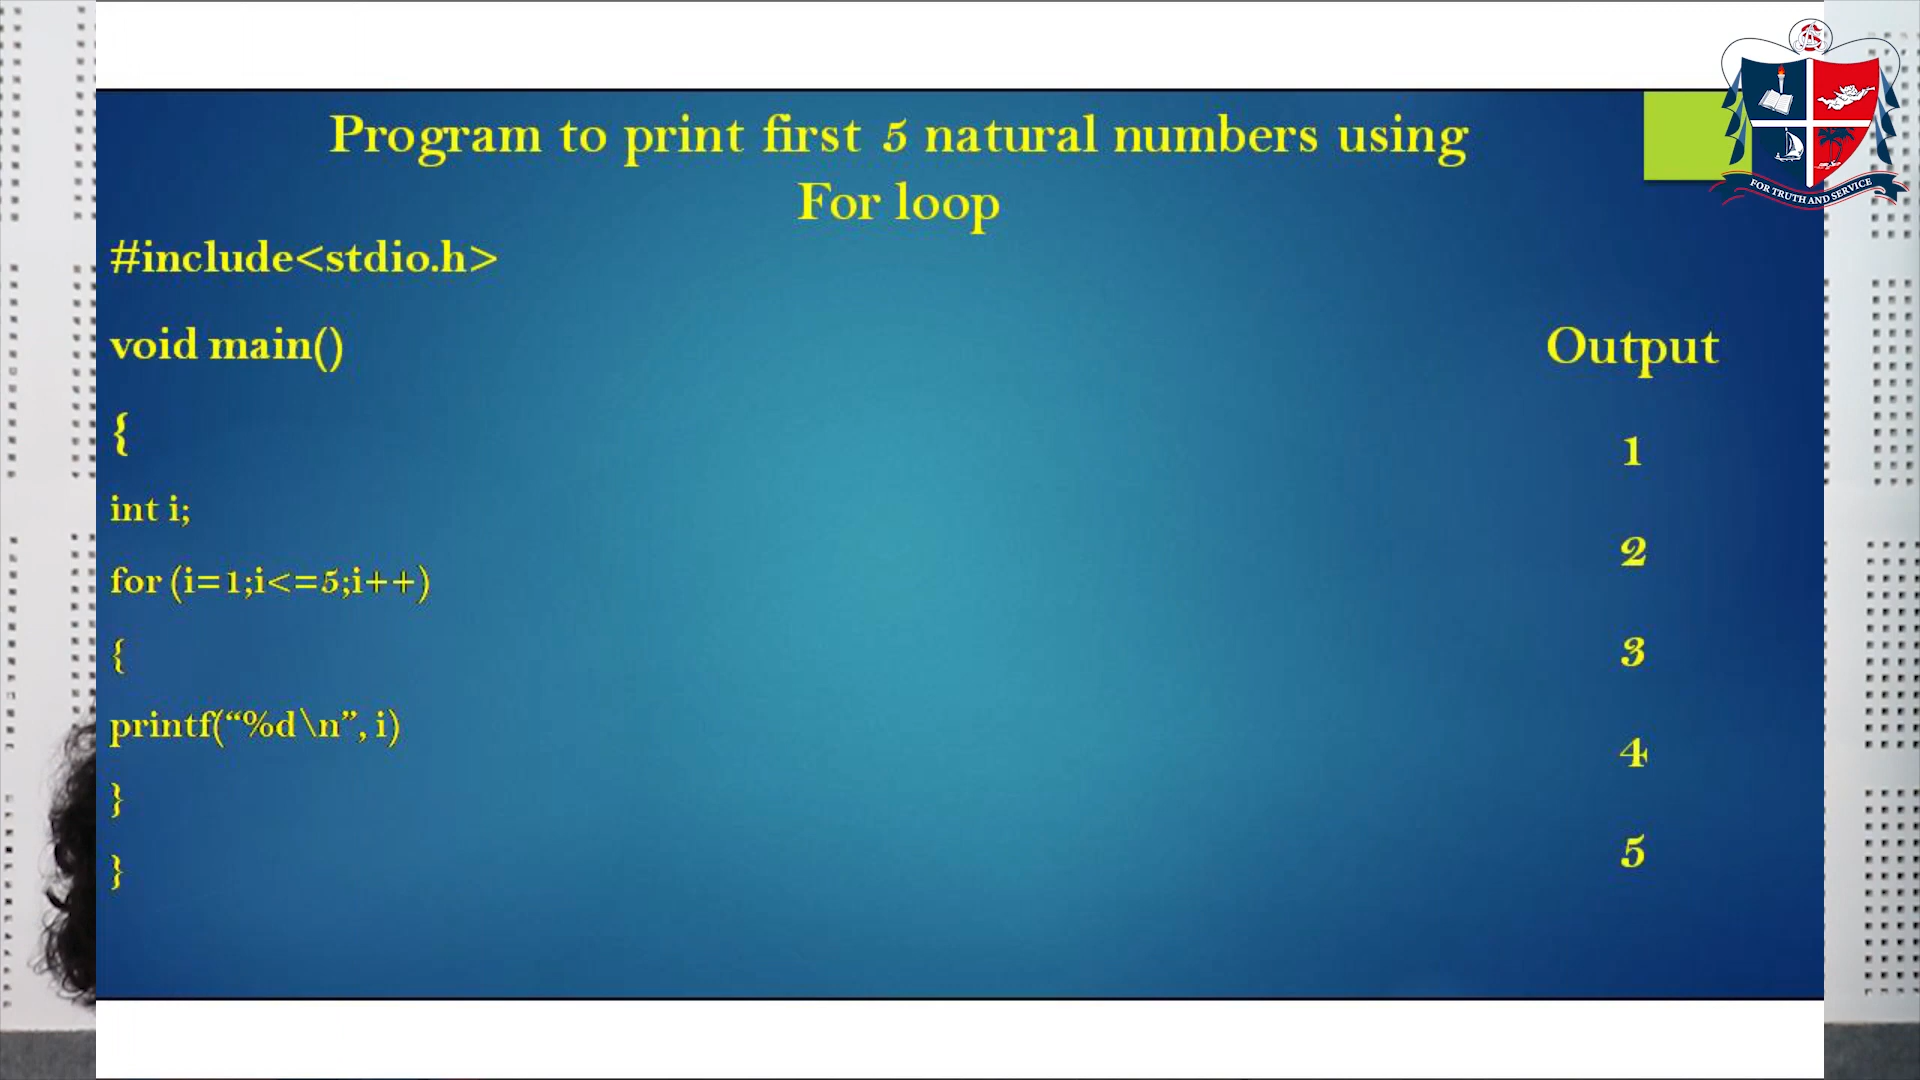 Program to print first 5 natural numbers using
For loop
#include<stdio.h>
void main()
{
int i;
for (i=1;i<=5;i++)
{
printf(“%d\n”, i)
}
}
Output
1
2
3
4
5
FOR TRUTH AND SERVICE